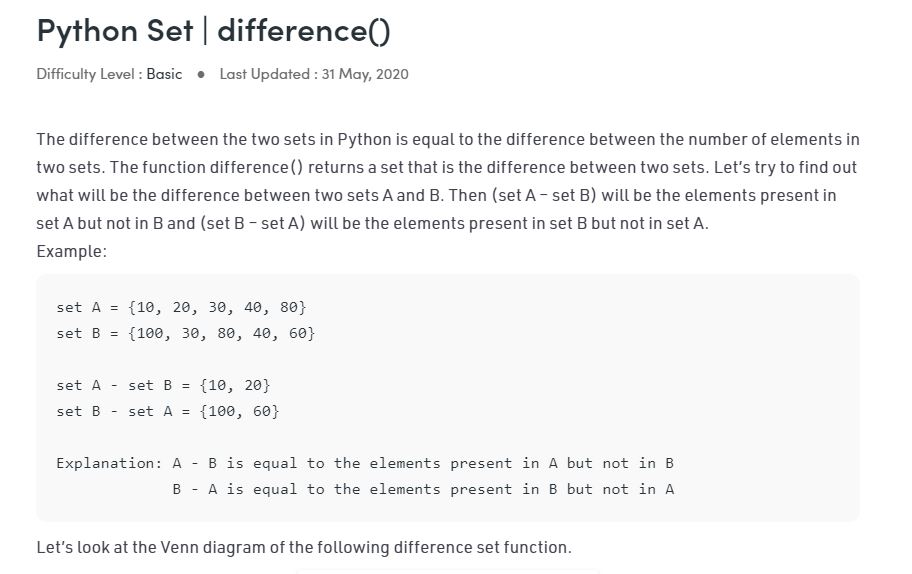 Python Set | difference()
Difficulty Level : Basic ● Last Updated : 31 May, 2020
The difference between the two sets in Python is equal to the difference between the number of elements in
two sets. The function difference() returns a set that is the difference between two sets. Let's try to find out
what will be the difference between two sets A and B. Then (set A – set B) will be the elements present in
set A but not in B and (set B – set A) will be the elements present in set B but not in set A.
Example:
set A = {10, 20, 30, 40, 80}
set B = {100, 30, 80, 40, 60}
set A - set B = {10, 20}
set B - set A = {100, 60}
Explanation: A - B is equal to the elements present in A but not in B
B - A is equal to the elements present in B but not in A
Let's look at the Venn diagram of the following difference set function.